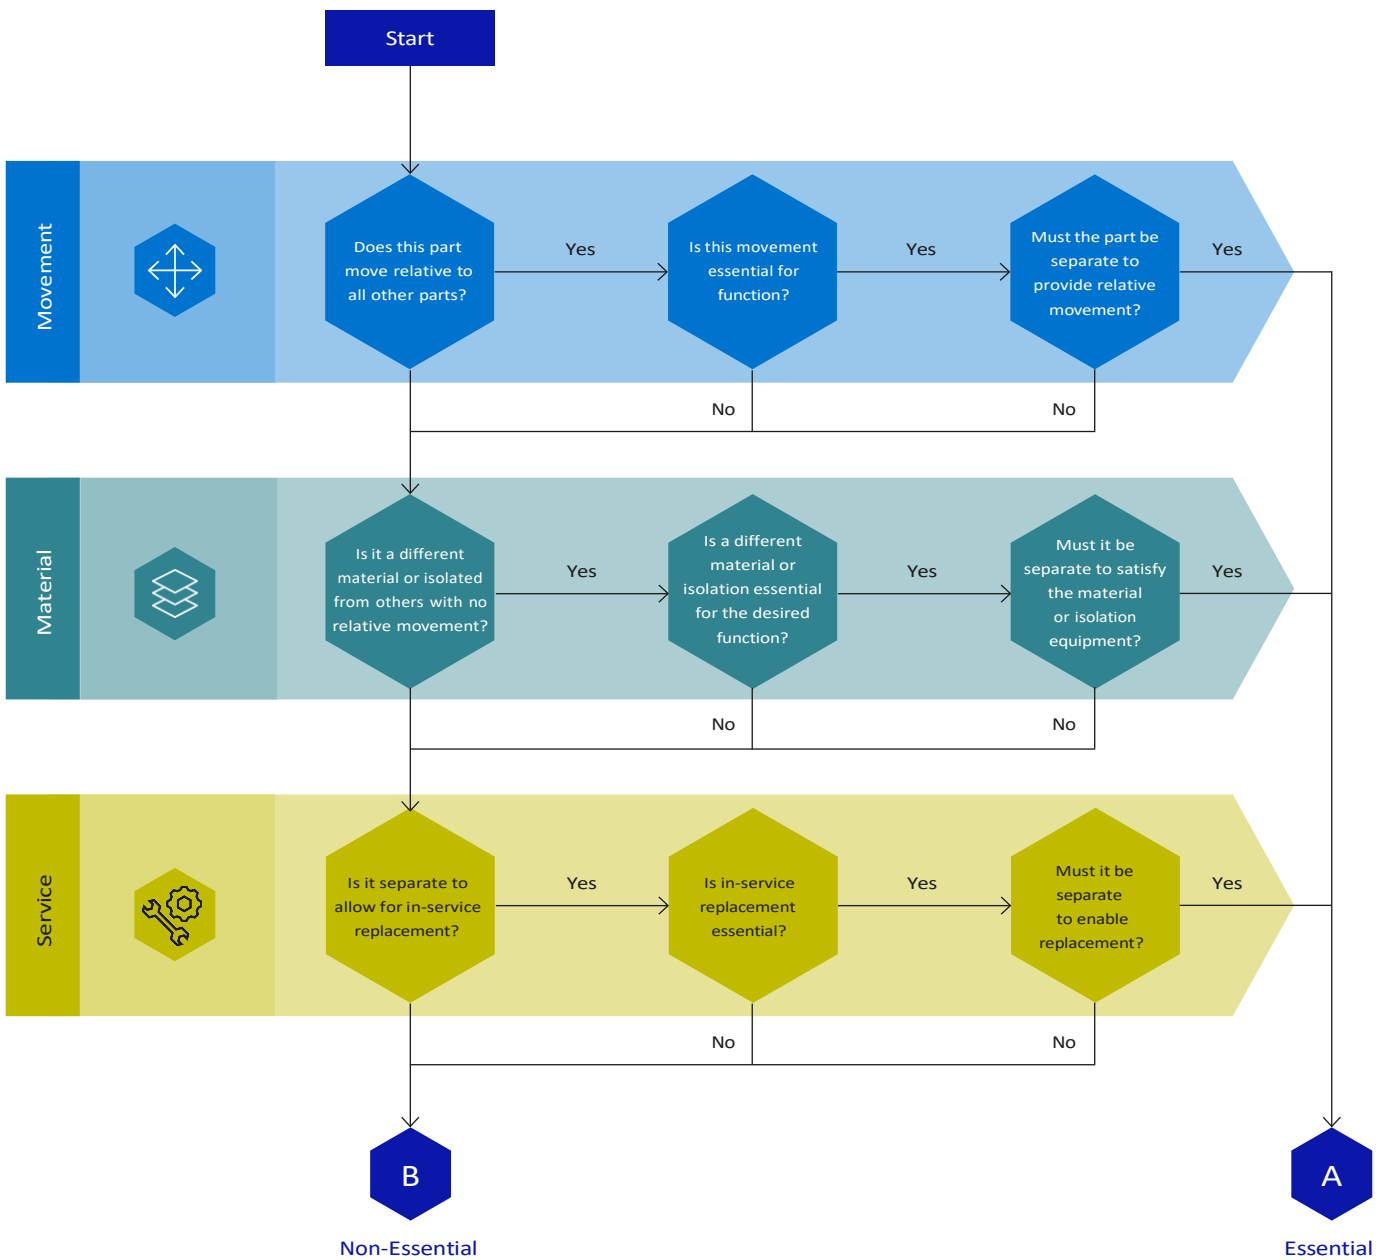 Start
Movement
Does this part
move relative to
all other parts?
Yes
Is this movement
essential for
function?
Yes
Must the part be
separate to
provide relative
movement?
Yes
No
No
Material
Is it a different
material or isolated
from others with no
relative movement?
Yes
Is a different
material or
isolation essential
for the desired
function?
Yes
Must it be
separate to satisfy
the material
or isolation
equipment?
Yes
No
No
Service
Is it separate to
allow for in-service
replacement?
Yes
Is in-service
replacement
essential?
Yes
Must it be
separate
to enable
replacement?
Yes
No
No
B
Non-Essential
A
Essential